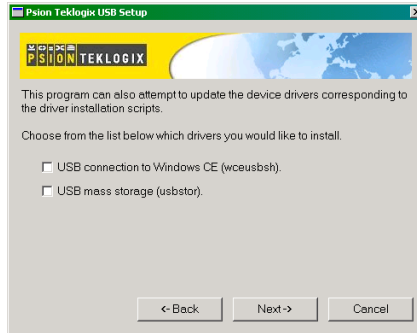 Psion Teklogix USB Setup
PSION TEKLOGIX
This program can also attempt to update the device drivers corresponding to
the driver installation scripts.
Choose from the list below which drivers you would like to install.
USB connection to Windows CE (wceusbsh).
USB mass storage (usbstor).
<- Back
Next ->
Cancel